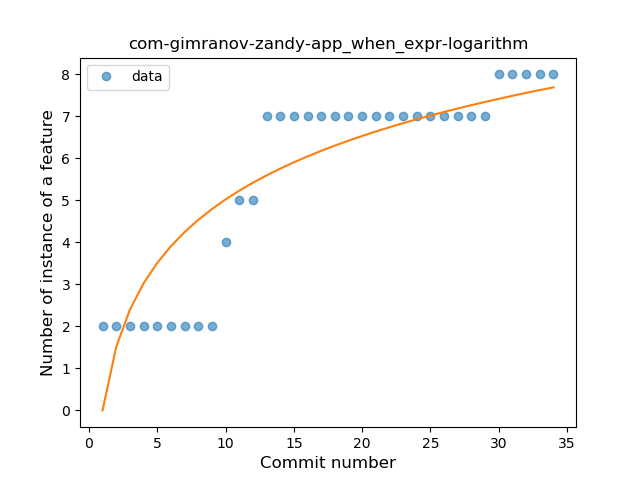 com-gimranov-zandy-app_when_expr-logarithm
data
Number of instance of a feature
8
7
6
5
4
3
2
1
0
0 5 10 15 20 25 30 35
Commit number